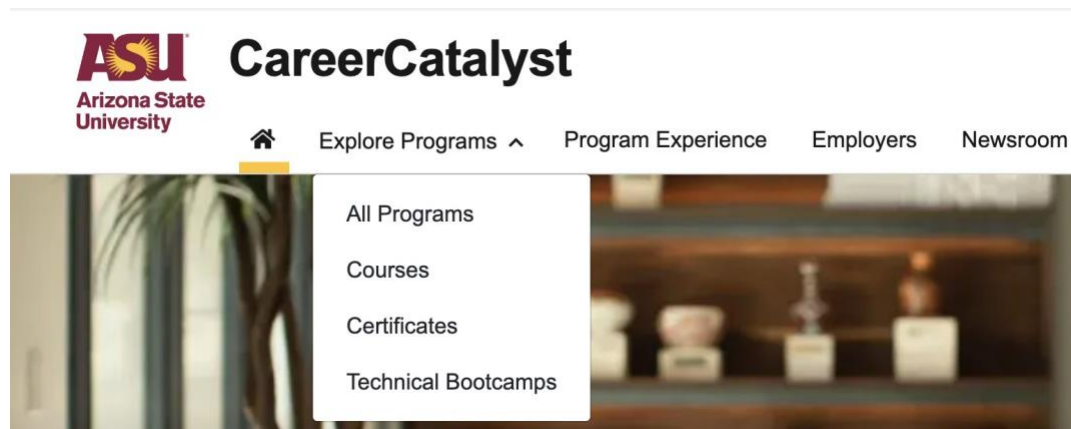 ASU
Arizona State
University
CareerCatalyst
Explore Programs
Program Experience
Employers
Newsroom
All Programs
Courses
Certificates
Technical Bootcamps